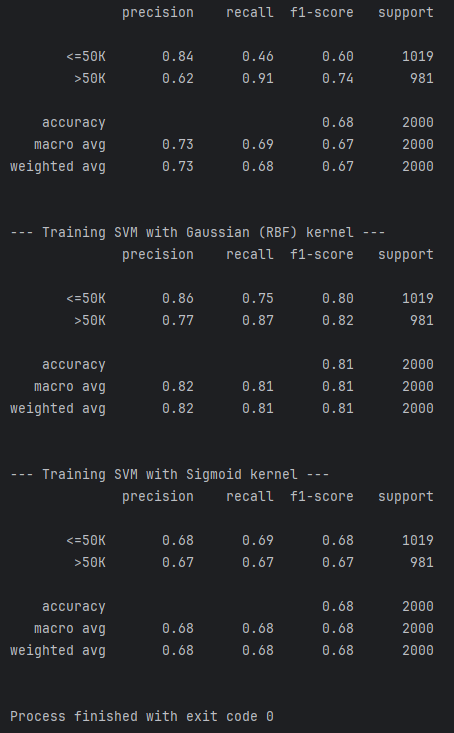 precision    recall  f1-score   support
<=50K       0.84      0.46      0.60      1019
>50K       0.62      0.91      0.74       981
accuracy                           0.68      2000
macro avg       0.73      0.69      0.67      2000
weighted avg       0.73      0.68      0.67      2000
--- Training SVM with Gaussian (RBF) kernel ---
precision    recall  f1-score   support
<=50K       0.86      0.75      0.80      1019
>50K       0.77      0.87      0.82       981
accuracy                           0.81      2000
macro avg       0.82      0.81      0.81      2000
weighted avg       0.82      0.81      0.81      2000
--- Training SVM with Sigmoid kernel ---
precision    recall  f1-score   support
<=50K       0.68      0.69      0.68      1019
>50K       0.67      0.67      0.67       981
accuracy                           0.68      2000
macro avg       0.68      0.68      0.68      2000
weighted avg       0.68      0.68      0.68      2000
Process finished with exit code 0